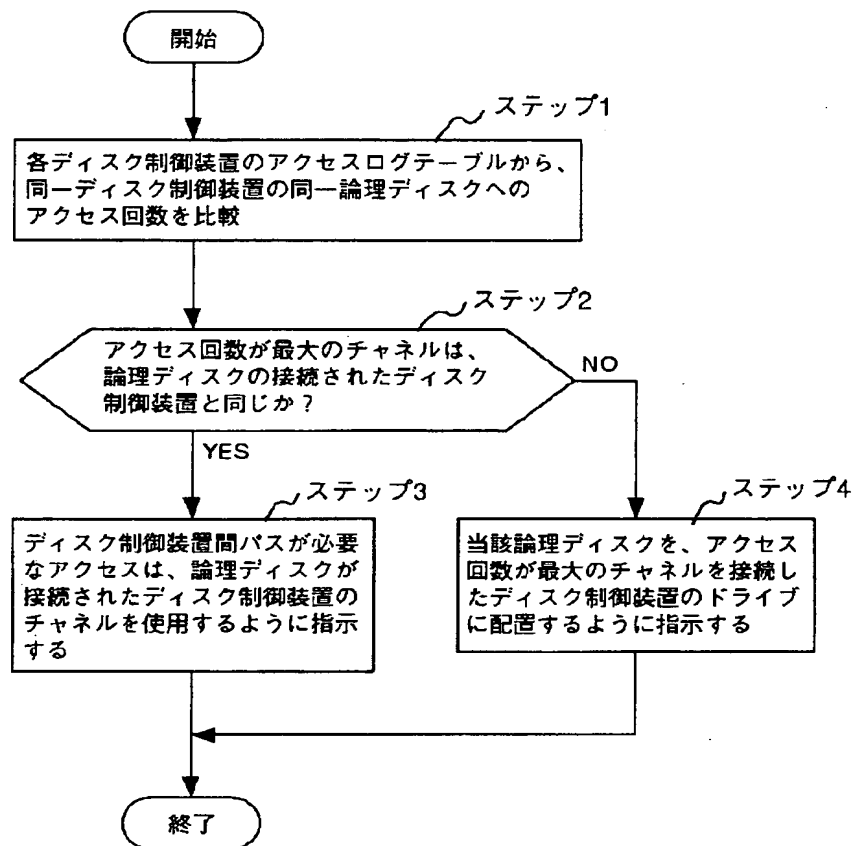 開始
ステップ1
各ディスク制御装置のアクセスログテーブルから、
同一ディスク制御装置の同一論理ディスクへの
アクセス回数を比較
ステップ2
アクセス回数が最大のチャネルは、
論理ディスクの接続されたディスク
制御装置と同じか?
NO
YES
ステップ3
ディスク制御装置間パスが必要
なアクセスは、論理ディスクが
接続されたディスク制御装置の
チャネルを使用するように指示
する
ステップ4
当該論理ディスクを、アクセス
回数が最大のチャネルを接続し
たディスク制御装置のドライブ
に配置するように指示する
終了